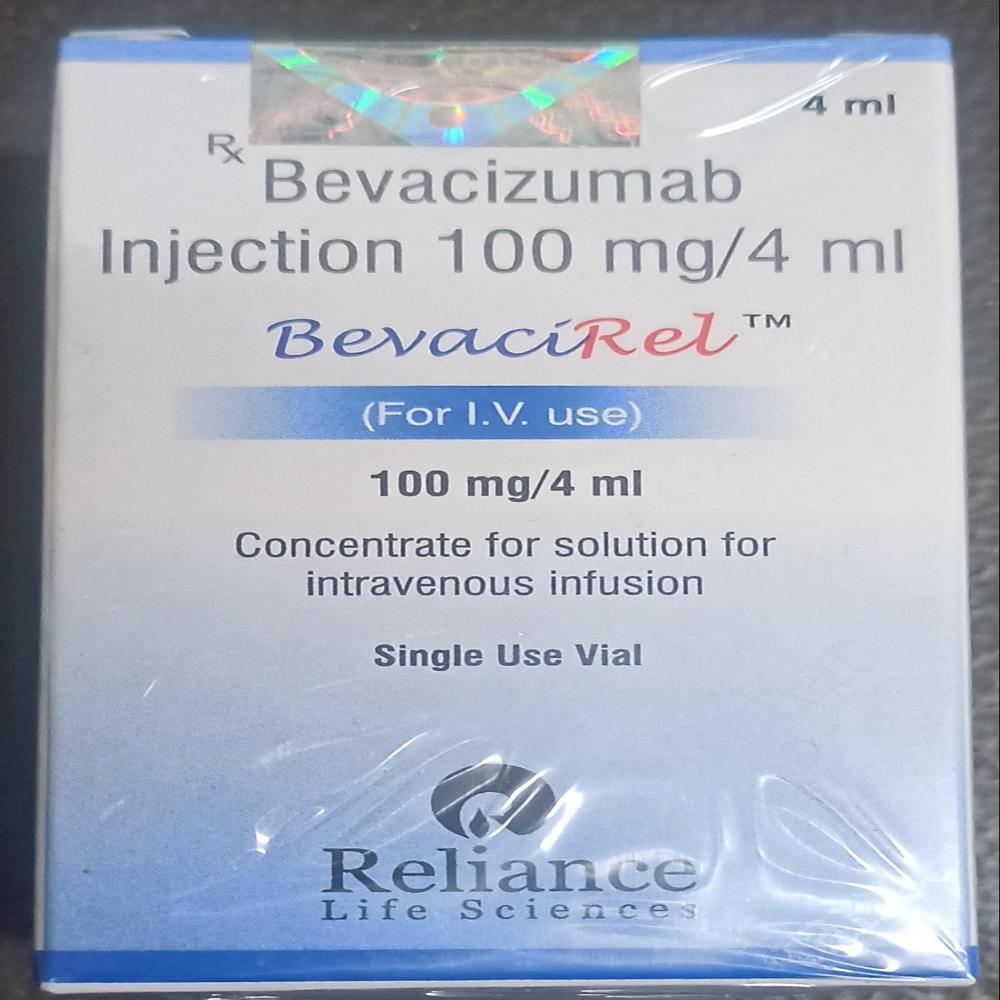 4 ml
Rx Bevacizumab
Injection 100 mg/4 ml
BevaciRel™
(For I.V. use)
100 mg/4 ml
Concentrate for solution for
intravenous infusion
Single Use Vial
Reliance
Life Sciences